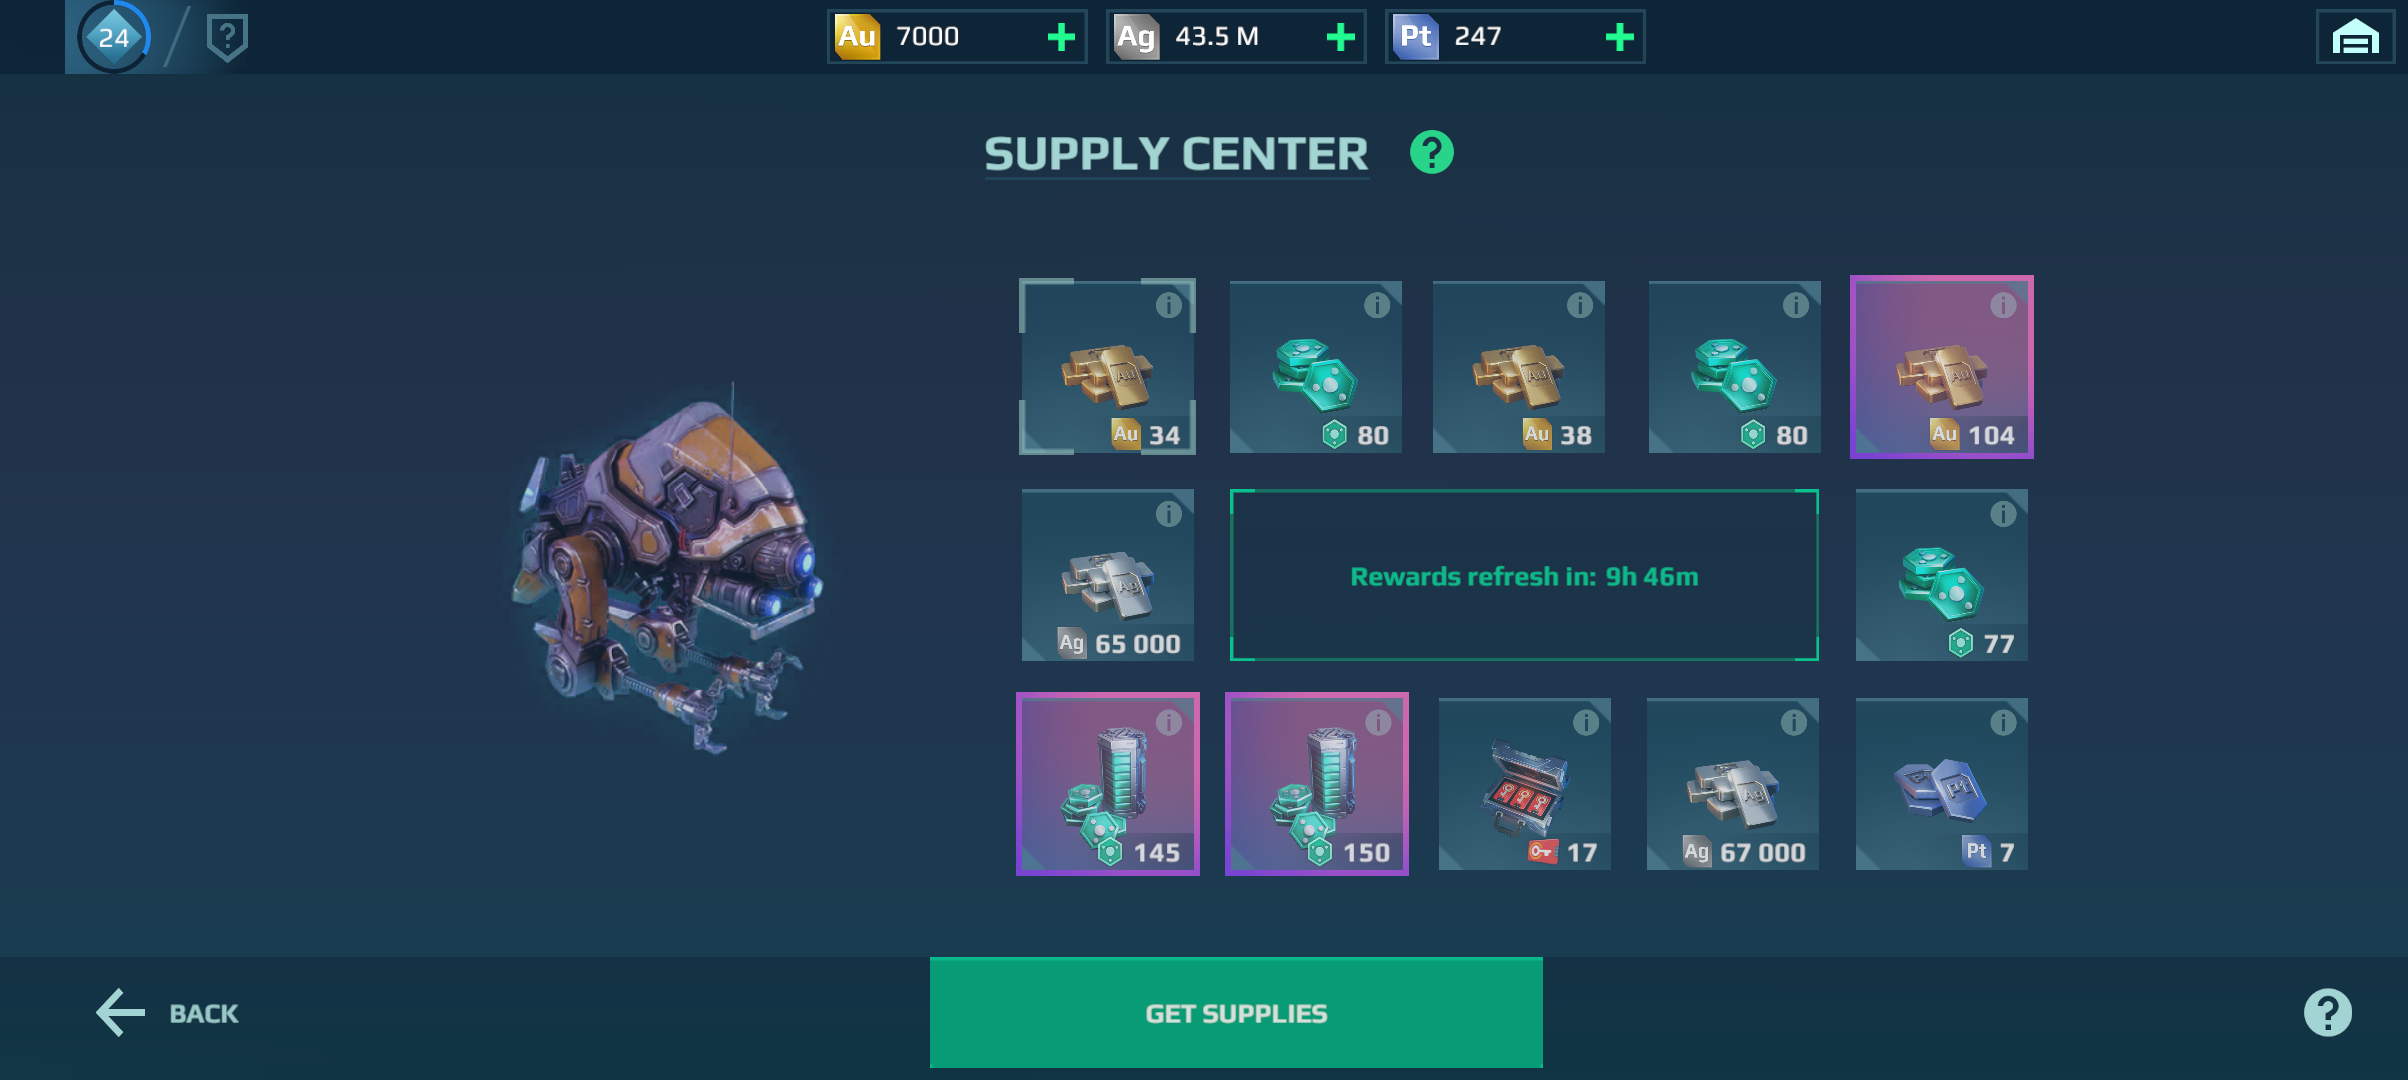 24
?
Au 7000 +
Ag 43.5 M +
Pt 247 +
SUPPLY CENTER ?
Au 34
80
Au 38
80
Au 104
Ag 65 000
Rewards refresh in: 9h 46m
77
145
150
17
Ag 67 000
Pt 7
BACK
GET SUPPLIES
?